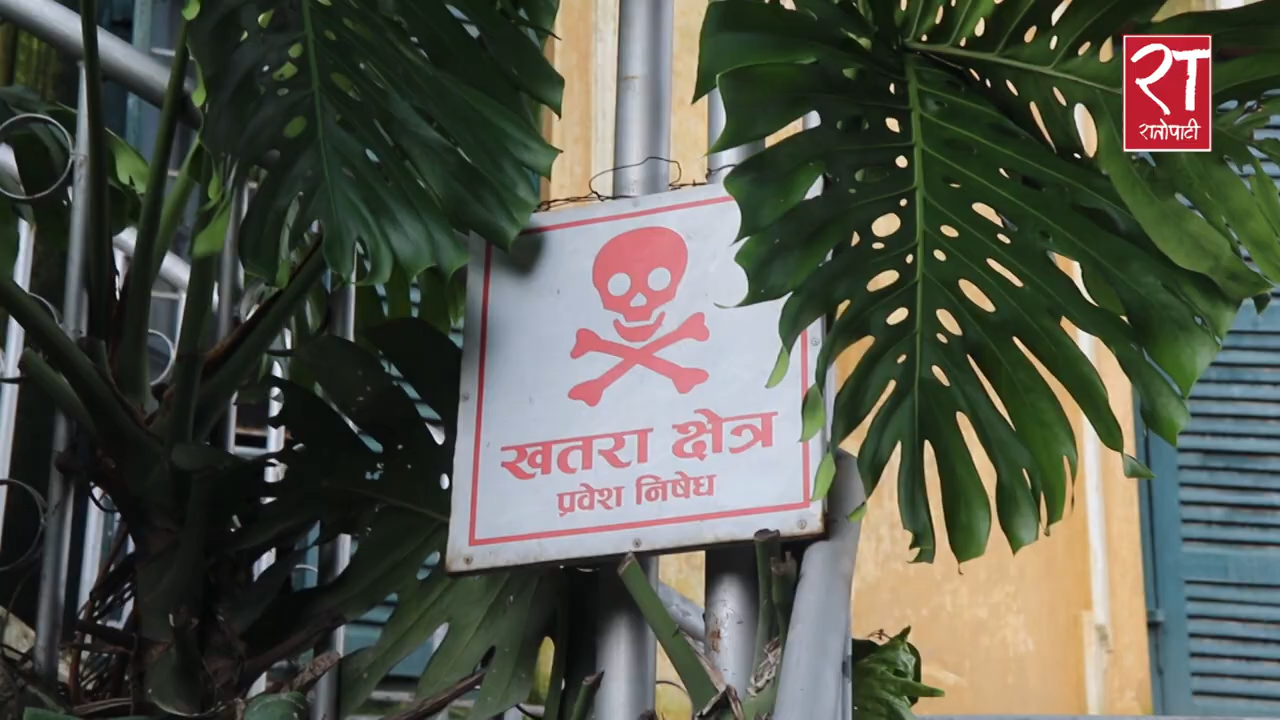 रा
रातोपाटी
खतरा क्षेत्र
प्रवेश निषेध